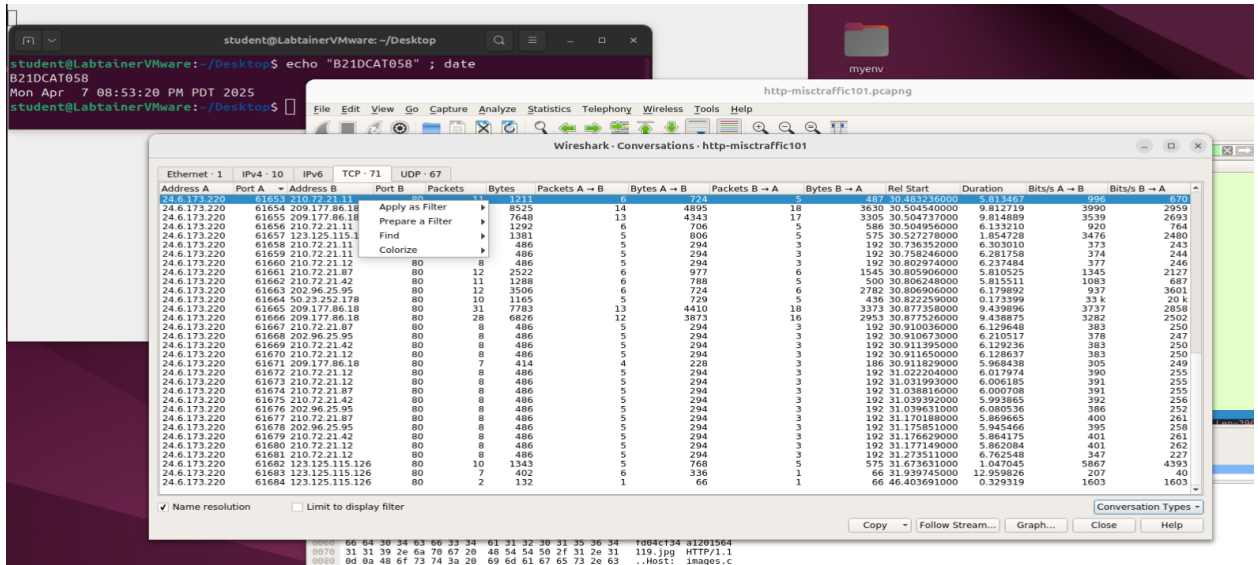 student@LabtainerVMware: ~/Desktop
student@LabtainerVMware:~/Desktop$ echo "B21DCAT058" ; date
B21DCAT058
Mon Apr 7 08:53:20 PM PDT 2025
student@LabtainerVMware:~/Desktop$
myenv
http-misctraffic101.pcapng
File Edit View Go Capture Analyze Statistics Telephony Wireless Tools Help
Wireshark · Conversations · http-misctraffic101
Ethernet · 1 IPv4 · 10 IPv6 TCP · 71 UDP · 67
Address A Port A Address B Port B Packets Bytes Packets A → B Bytes A → B Packets B → A Bytes B → A Rel Start Duration Bits/s A → B Bits/s B → A
24.6.173.220 61653 210.72.21.11 80 11 1211 6 724 5 487 30.483236000 5.813467 996 670
24.6.173.220 61654 209.177.86.18 8525 14 4895 18 3630 30.504540000 9.812719 3990 2959
24.6.173.220 61655 209.177.86.18 7648 13 4343 17 3305 30.504737000 9.814889 3539 2693
24.6.173.220 61656 210.72.21.11 1292 6 706 5 586 30.504956000 6.133210 920 764
24.6.173.220 61657 123.125.115.1 1381 5 806 5 575 30.527278000 1.854728 3476 2480
24.6.173.220 61658 210.72.21.11 486 5 294 3 192 30.736352000 6.303010 373 243
24.6.173.220 61659 210.72.21.11 486 5 294 3 192 30.758246000 6.281758 374 244
24.6.173.220 61660 210.72.21.12 80 8 486 5 294 3 192 30.802974000 6.237484 377 246
24.6.173.220 61661 210.72.21.87 80 12 2522 6 977 6 1545 30.805906000 5.810525 1345 2127
24.6.173.220 61662 210.72.21.42 80 11 1288 6 788 5 500 30.806248000 5.815511 1083 687
24.6.173.220 61663 202.96.25.95 80 12 3506 6 724 6 2782 30.806906000 6.179892 937 3601
24.6.173.220 61664 50.23.252.178 80 10 1165 5 729 5 436 30.822259000 0.173399 33 k 20 k
24.6.173.220 61665 209.177.86.18 80 31 7783 13 4410 18 3373 30.877358000 9.439896 3737 2858
24.6.173.220 61666 209.177.86.18 80 28 6826 12 3873 16 2953 30.877526000 9.438875 3282 2502
24.6.173.220 61667 210.72.21.87 80 8 486 5 294 3 192 30.910036000 6.129648 383 250
24.6.173.220 61668 202.96.25.95 80 8 486 5 294 3 192 30.910673000 6.210517 378 247
24.6.173.220 61669 210.72.21.42 80 8 486 5 294 3 192 30.911395000 6.129236 383 250
24.6.173.220 61670 210.72.21.12 80 8 486 5 294 3 192 30.911650000 6.128637 383 250
24.6.173.220 61671 209.177.86.18 80 7 414 4 228 3 186 30.911829000 5.968438 305 249
24.6.173.220 61672 210.72.21.12 80 8 486 5 294 3 192 31.022204000 6.017974 390 255
24.6.173.220 61673 210.72.21.12 80 8 486 5 294 3 192 31.031993000 6.006185 391 255
24.6.173.220 61674 210.72.21.87 80 8 486 5 294 3 192 31.038816000 6.000708 391 255
24.6.173.220 61675 210.72.21.42 80 8 486 5 294 3 192 31.039392000 5.993865 392 256
24.6.173.220 61676 202.96.25.95 80 8 486 5 294 3 192 31.039631000 6.080536 386 252
24.6.173.220 61677 210.72.21.87 80 8 486 5 294 3 192 31.170188000 5.869665 400 261
24.6.173.220 61678 202.96.25.95 80 8 486 5 294 3 192 31.175851000 5.945466 395 258
24.6.173.220 61679 210.72.21.42 80 8 486 5 294 3 192 31.176629000 5.864175 401 261
24.6.173.220 61680 210.72.21.12 80 8 486 5 294 3 192 31.177149000 5.862084 401 262
24.6.173.220 61681 210.72.21.12 80 8 486 5 294 3 192 31.273511000 6.762548 347 227
24.6.173.220 61682 123.125.115.126 80 10 1343 5 768 5 575 31.673631000 1.047045 5867 4393
24.6.173.220 61683 123.125.115.126 80 7 402 6 336 1 66 31.939745000 12.959826 207 40
24.6.173.220 61684 123.125.115.126 80 2 132 1 66 1 66 46.403691000 0.329319 1603 1603
Apply as Filter
Prepare a Filter
Find
Colorize
Name resolution Limit to display filter Conversation Types
Copy Follow Stream... Graph... Close Help
0060 66 64 30 34 63 66 33 34 61 31 32 30 31 35 36 34 fd04cf34 a1201564
0070 31 31 39 2e 6a 70 67 20 48 54 54 50 2f 31 2e 31 119.jpg HTTP/1.1
0080 0d 0a 48 6f 73 74 3a 20 69 6d 61 67 65 73 2e 63 ..Host: images.c